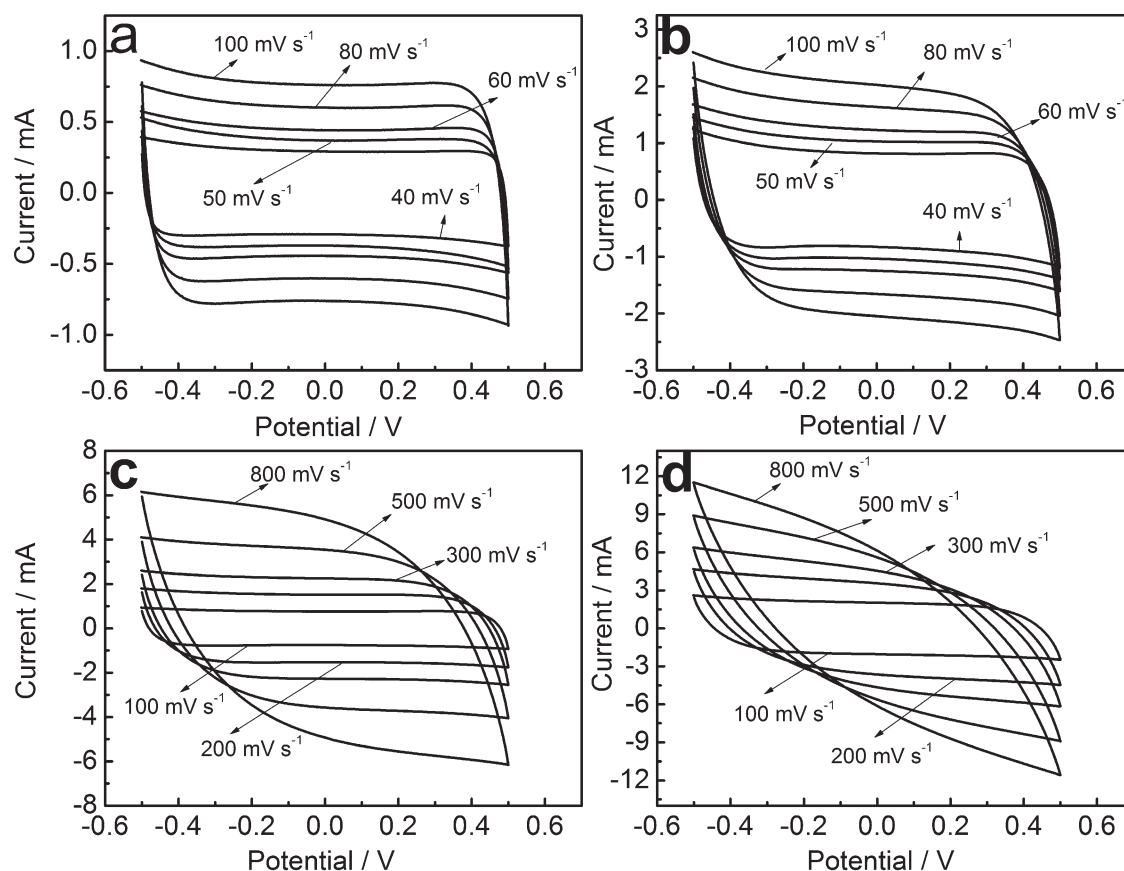 a
100 mV s⁻¹
80 mV s⁻¹
60 mV s⁻¹
50 mV s⁻¹
40 mV s⁻¹
1.0
0.5
0.0
-0.5
-1.0
Current / mA
-0.6 -0.4 -0.2 0.0 0.2 0.4 0.6
Potential / V
b
100 mV s⁻¹
80 mV s⁻¹
60 mV s⁻¹
50 mV s⁻¹
40 mV s⁻¹
3
2
1
0
-1
-2
-3
Current / mA
-0.6 -0.4 -0.2 0.0 0.2 0.4 0.6
Potential / V
c
800 mV s⁻¹
500 mV s⁻¹
300 mV s⁻¹
100 mV s⁻¹
200 mV s⁻¹
8
6
4
2
0
-2
-4
-6
-8
Current / mA
-0.6 -0.4 -0.2 0.0 0.2 0.4 0.6
Potential / V
d
800 mV s⁻¹
500 mV s⁻¹
300 mV s⁻¹
100 mV s⁻¹
200 mV s⁻¹
12
9
6
3
0
-3
-6
-9
-12
Current / mA
-0.6 -0.4 -0.2 0.0 0.2 0.4 0.6
Potential / V